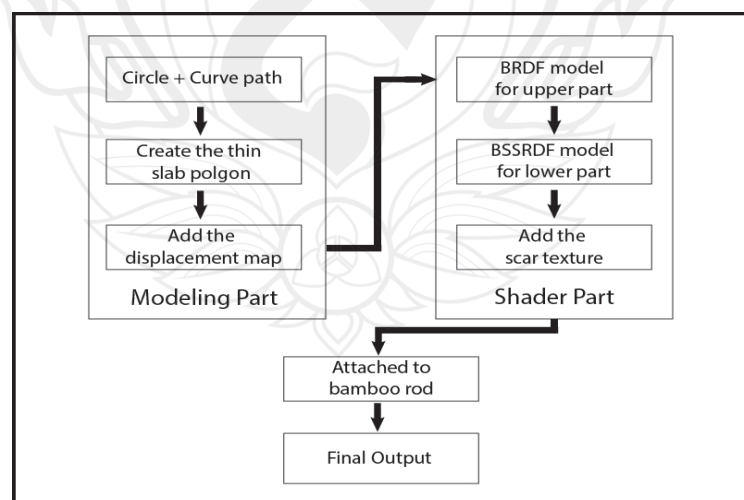 Circle + Curve path
Create the thin
slab polgon
Add the
displacement map
Modeling Part
BRDF model
for upper part
BSSRDF model
for lower part
Add the
scar texture
Shader Part
Attached to
bamboo rod
Final Output